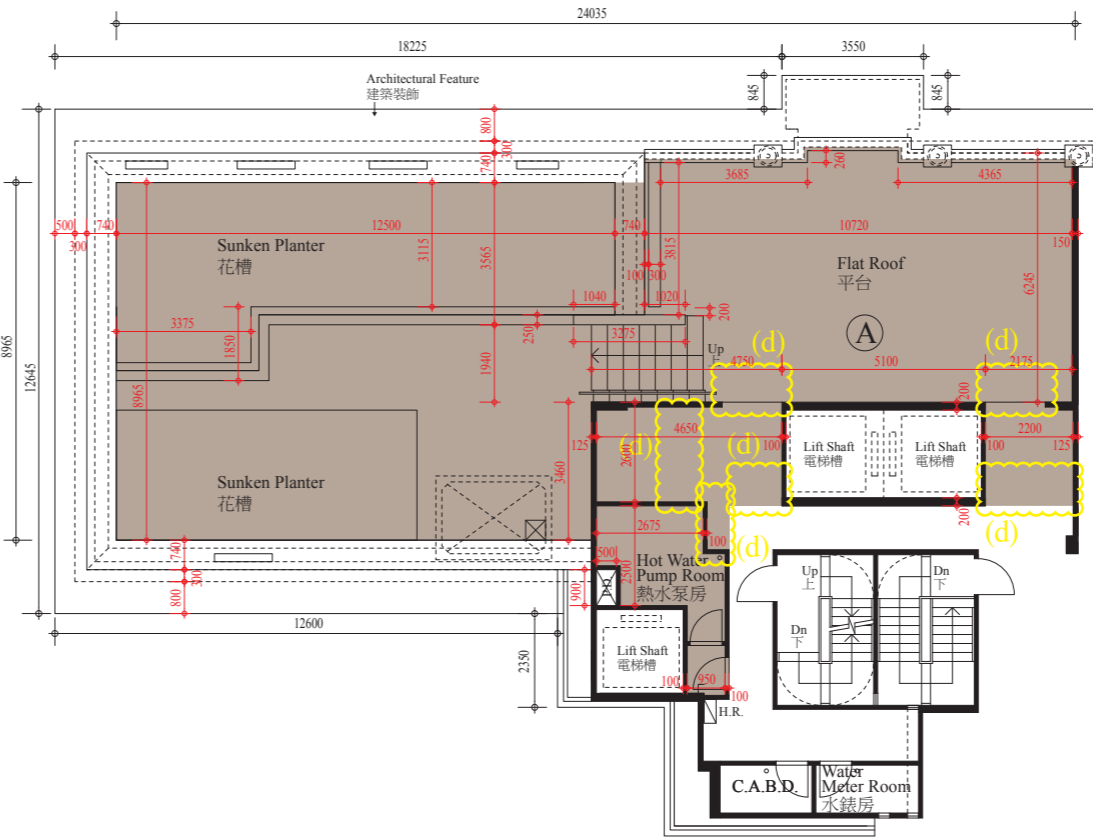 24035
18225
3550
Architectural Feature
建築裝飾
845
845
800
300
740
260
3685
4365
500
300
740
12500
740
10720
150
Sunken Planter
花槽
3115
3565
3815
100
300
Flat Roof
平台
6245
1040
1020
200
3375
1850
250
3275
A
8965
12645
8965
1940
Up
上
4750
(d)
5100
(d)
2175
200
125
(d)
4650
(d)
100
Lift Shaft
電梯槽
Lift Shaft
電梯槽
2200
100
125
2600
3460
Sunken Planter
花槽
200
(d)
2675
100
(d)
740
300
800
500
2500
900
Hot Water
Pump Room
熱水泵房
P.D.
Up
上
Dn
下
Dn
下
12600
2350
Lift Shaft
電梯槽
100
950
100
H.R.
C.A.B.D.
Water
Meter Room
水錶房